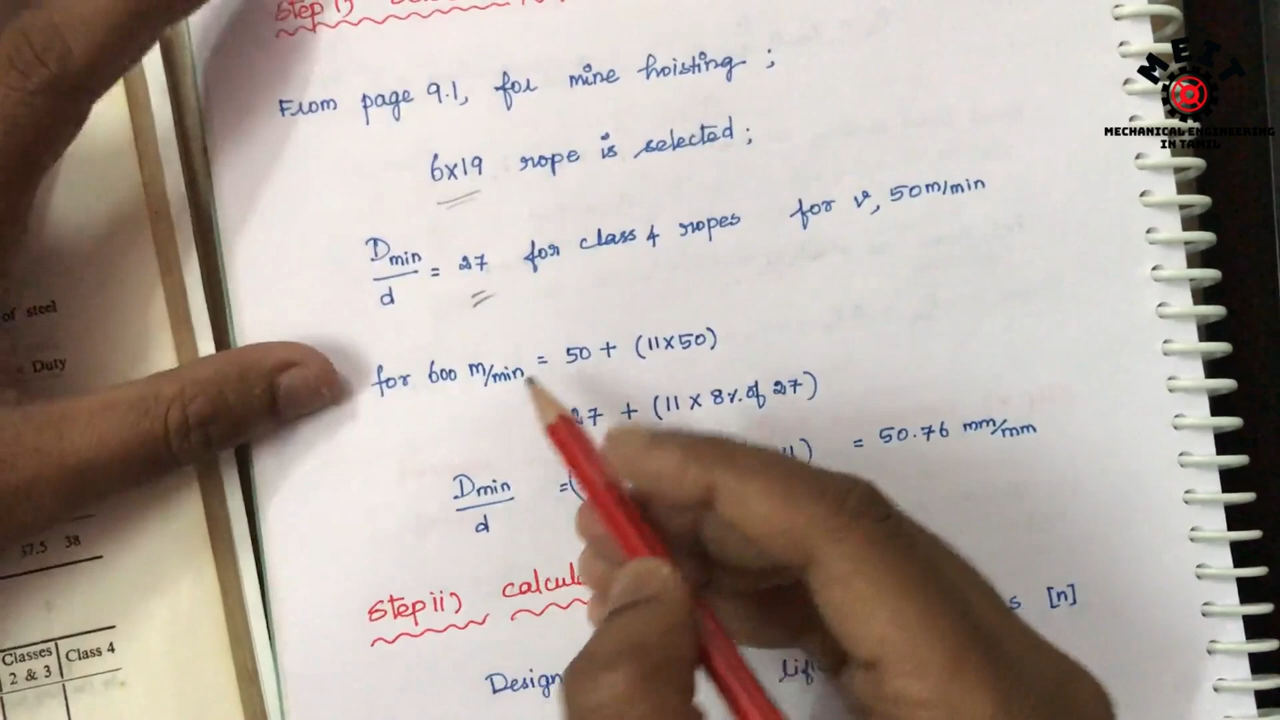 Step i)
From page 9.1, for mine hoisting ;
6x19 rope is selected ;
Dmin/d = 27 for class 4 ropes for v, 50m/min
for 600 m/min = 50 + (11x50)
27 + (11 x 8% of 27)
= 50.76 mm/mm
Dmin/d = (
Step ii)
s [n]
Design
of steel
Duty
37.5 38
Classes 2 & 3 Class 4
MEIT
MECHANICAL ENGINEERING
IN TAMIL